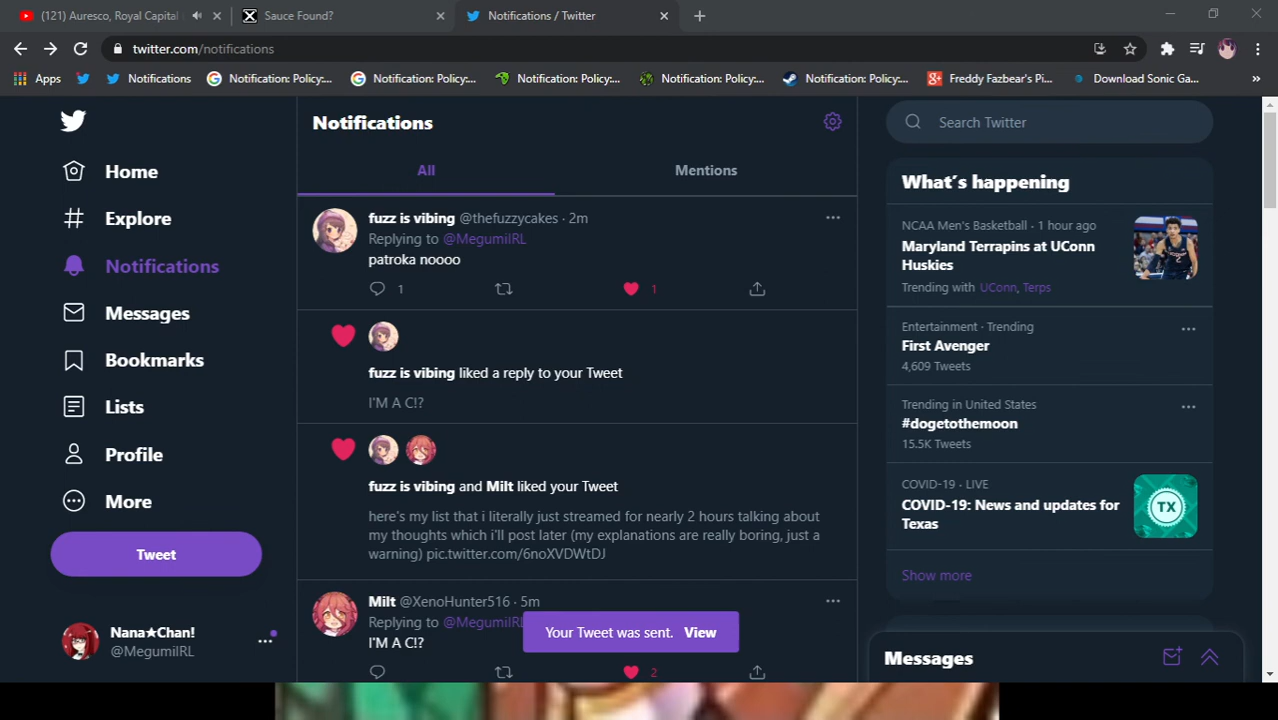 (121) Auresco, Royal Capital
Sauce Found?
Notifications / Twitter
twitter.com/notifications
Apps
Notifications
Notification: Policy:...
Notification: Policy:...
Notification: Policy:...
Notification: Policy:...
Notification: Policy:...
Freddy Fazbear's Pi...
Download Sonic Ga...
»
Home
Explore
Notifications
Messages
Bookmarks
Lists
Profile
More
Tweet
Nana★Chan!
@MegumiIRL
Notifications
All
Mentions
fuzz is vibing @thefuzzycakes · 2m
Replying to @MegumiIRL
patroka noooo
1
1
fuzz is vibing liked a reply to your Tweet
I'M A C!?
fuzz is vibing and Milt liked your Tweet
here's my list that i literally just streamed for nearly 2 hours talking about
my thoughts which i'll post later (my explanations are really boring, just a
warning) pic.twitter.com/6noXVDWtDJ
Milt @XenoHunter516 · 5m
Replying to @MegumiIRL
I'M A C!?
2
Your Tweet was sent. View
Search Twitter
What's happening
NCAA Men's Basketball · 1 hour ago
Maryland Terrapins at UConn
Huskies
Trending with UConn, Terps
Entertainment · Trending
First Avenger
4,609 Tweets
Trending in United States
#dogetothemoon
15.5K Tweets
COVID-19 · LIVE
COVID-19: News and updates for
Texas
TX
Show more
Messages